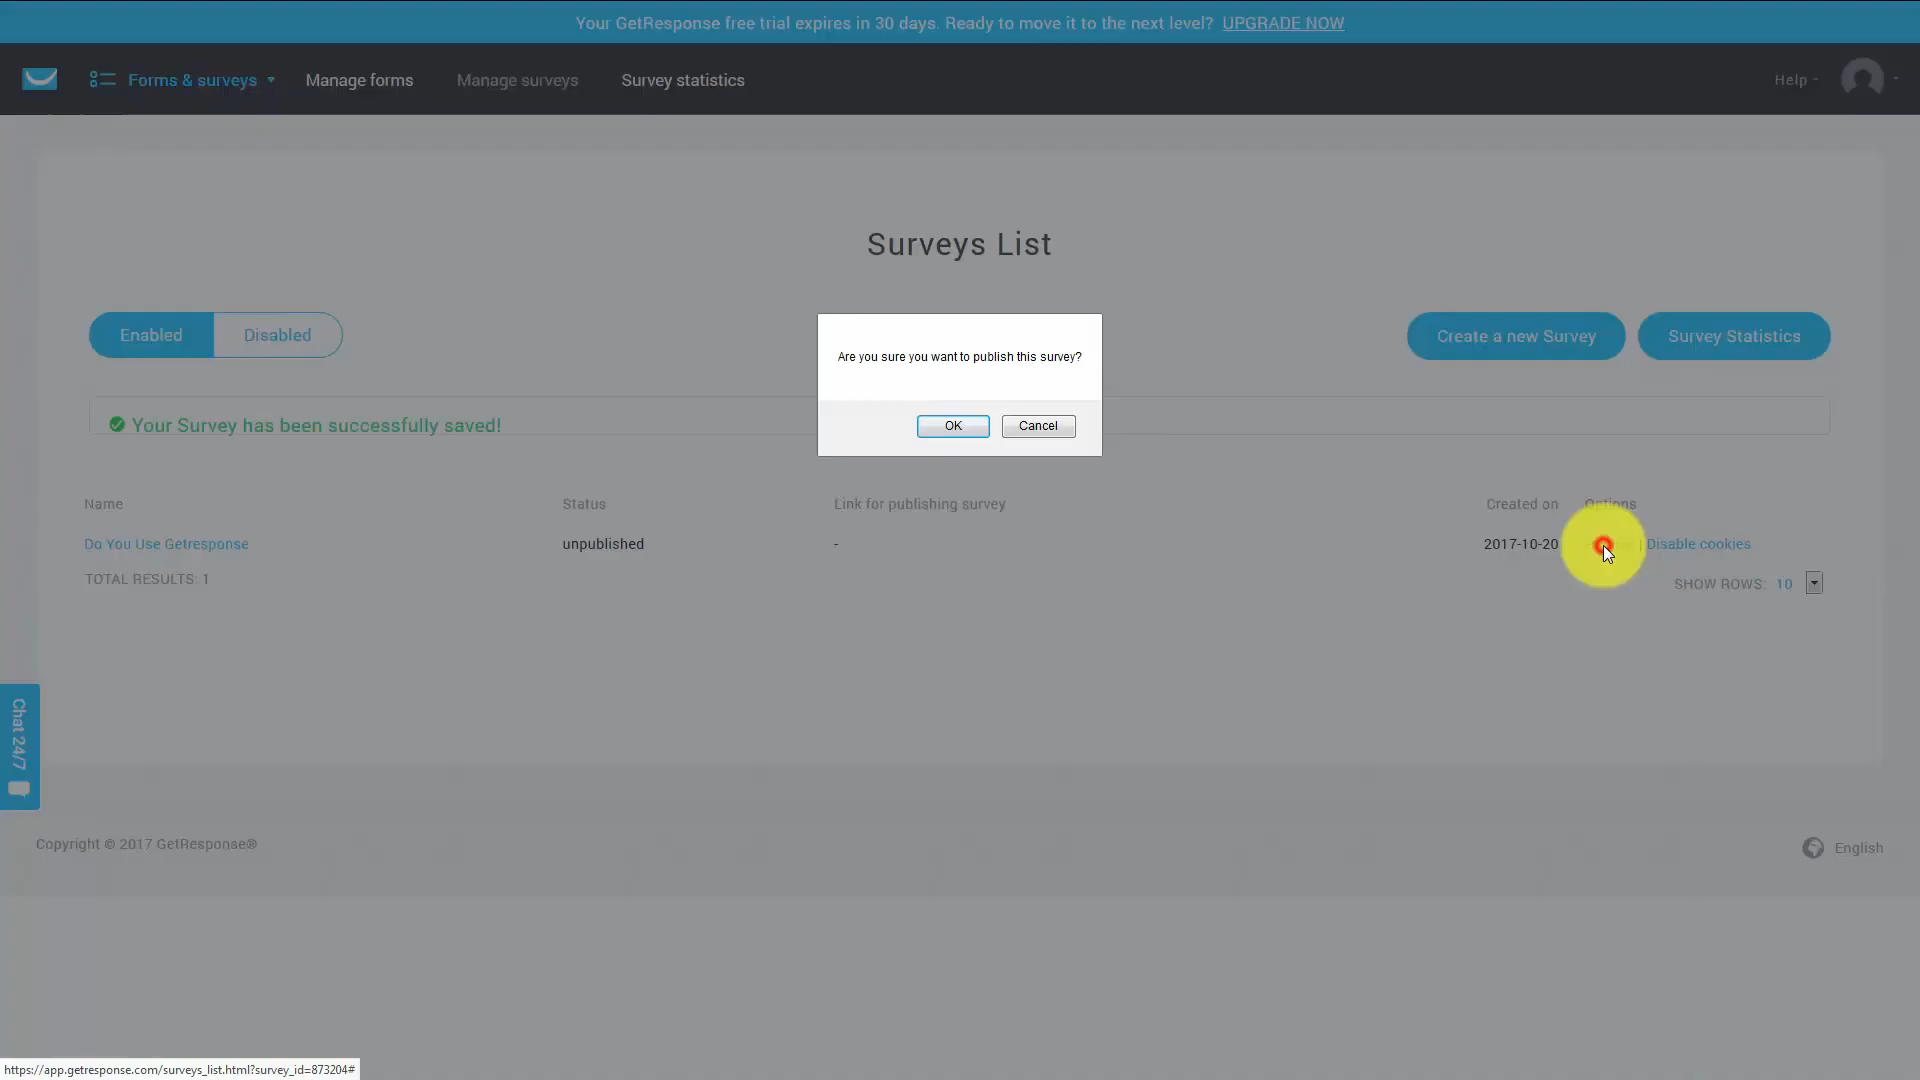 Your GetResponse free trial expires in 30 days. Ready to move it to the next level? UPGRADE NOW
Forms & surveys Manage forms Manage surveys Survey statistics Help
Surveys List
Enabled Disabled Create a new Survey Survey Statistics
Are you sure you want to publish this survey?
OK Cancel
Your Survey has been successfully saved!
Name Status Link for publishing survey Created on Options
Do You Use Getresponse unpublished - 2017-10-20 | Disable cookies
TOTAL RESULTS: 1
SHOW ROWS: 10
Chat 24/7
Copyright © 2017 GetResponse®
English
https://app.getresponse.com/surveys_list.html?survey_id=873204#